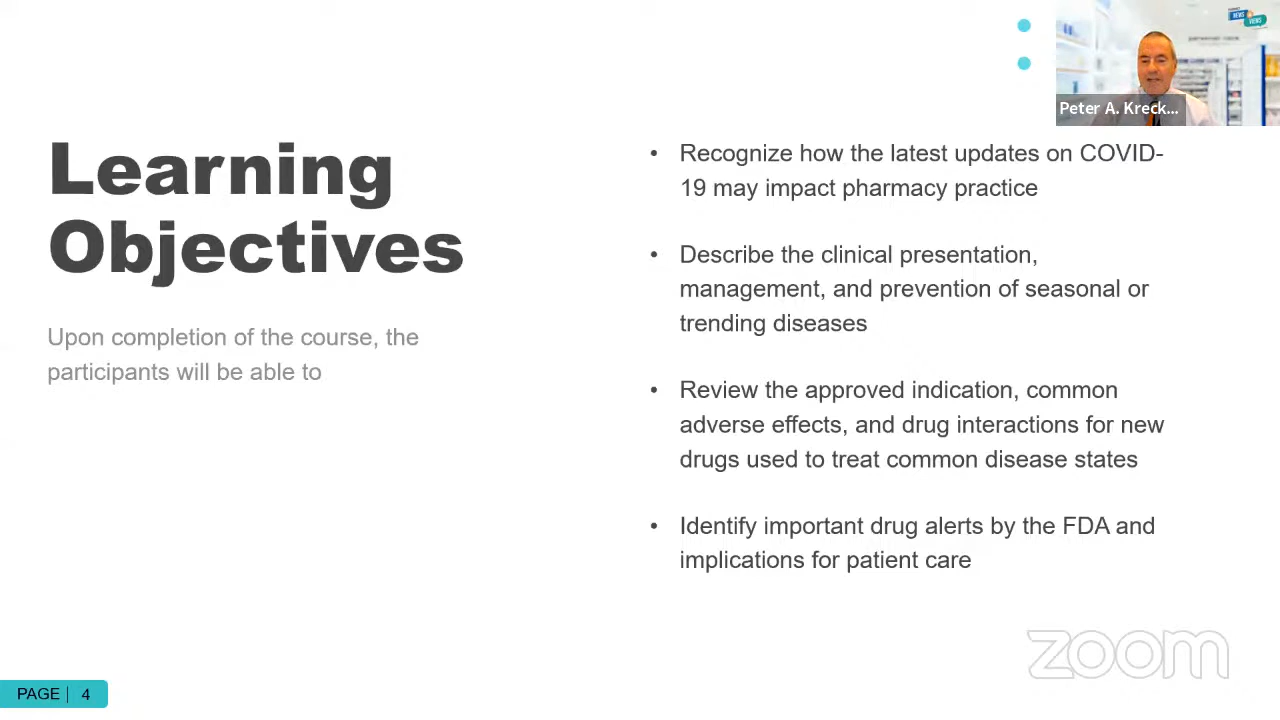 NEWS
VIEWS
Peter A. Kreck...
Learning
Objectives
Upon completion of the course, the
participants will be able to
• Recognize how the latest updates on COVID-
19 may impact pharmacy practice
• Describe the clinical presentation,
management, and prevention of seasonal or
trending diseases
• Review the approved indication, common
adverse effects, and drug interactions for new
drugs used to treat common disease states
• Identify important drug alerts by the FDA and
implications for patient care
zoom
PAGE | 4